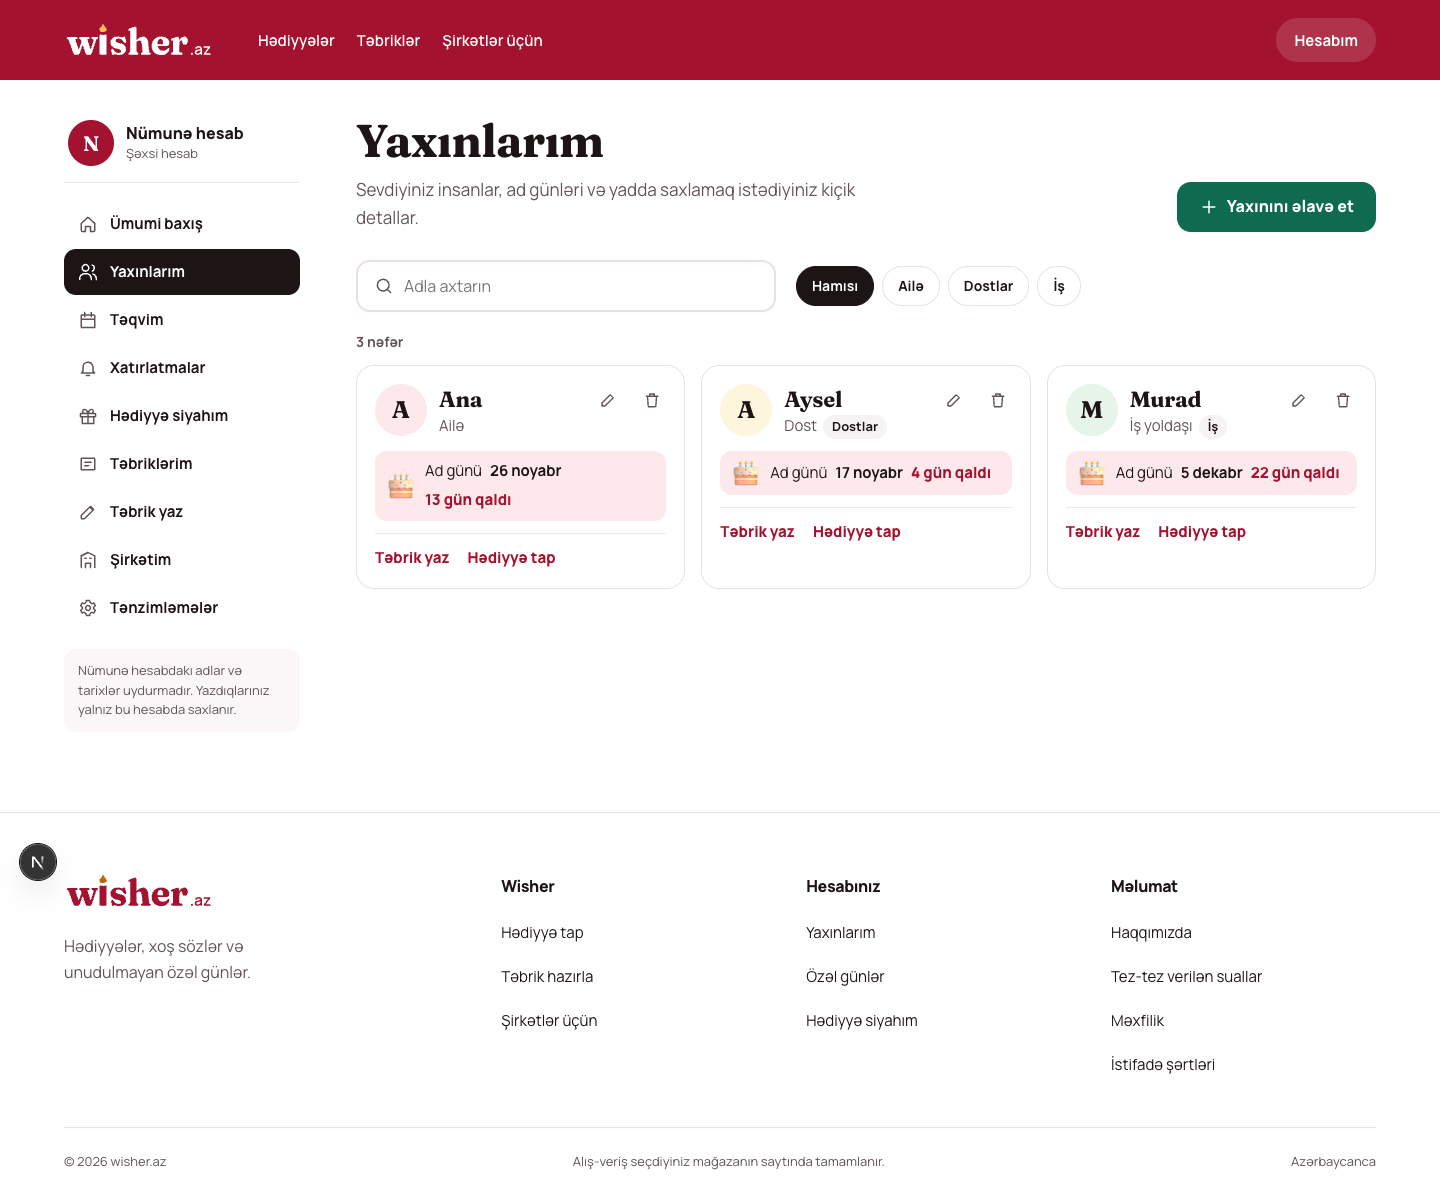 wisher.az
Hədiyyələr
Təbriklər
Şirkətlər üçün
Hesabım
N
Nümunə hesab
Şəxsi hesab
Ümumi baxış
Yaxınlarım
Təqvim
Xatırlatmalar
Hədiyyə siyahım
Təbriklərim
Təbrik yaz
Şirkətim
Tənzimləmələr
Nümunə hesabdakı adlar və
tarixlər uydurmadır. Yazdıqlarınız
yalnız bu hesabda saxlanır.
Yaxınlarım
Sevdiyiniz insanlar, ad günləri və yadda saxlamaq istədiyiniz kiçik
detallar.
Yaxınını əlavə et
Adla axtarın
Hamısı
Ailə
Dostlar
İş
3 nəfər
A
Ana
Ailə
Ad günü 26 noyabr
13 gün qaldı
Təbrik yaz Hədiyyə tap
A
Aysel
Dost Dostlar
Ad günü 17 noyabr 4 gün qaldı
Təbrik yaz Hədiyyə tap
M
Murad
İş yoldaşı İş
Ad günü 5 dekabr 22 gün qaldı
Təbrik yaz Hədiyyə tap
N
wisher.az
Hədiyyələr, xoş sözlər və
unudulmayan özəl günlər.
Wisher
Hədiyyə tap
Təbrik hazırla
Şirkətlər üçün
Hesabınız
Yaxınlarım
Özəl günlər
Hədiyyə siyahım
Məlumat
Haqqımızda
Tez-tez verilən suallar
Məxfilik
İstifadə şərtləri
© 2026 wisher.az
Alış-veriş seçdiyiniz mağazanın saytında tamamlanır.
Azərbaycanca